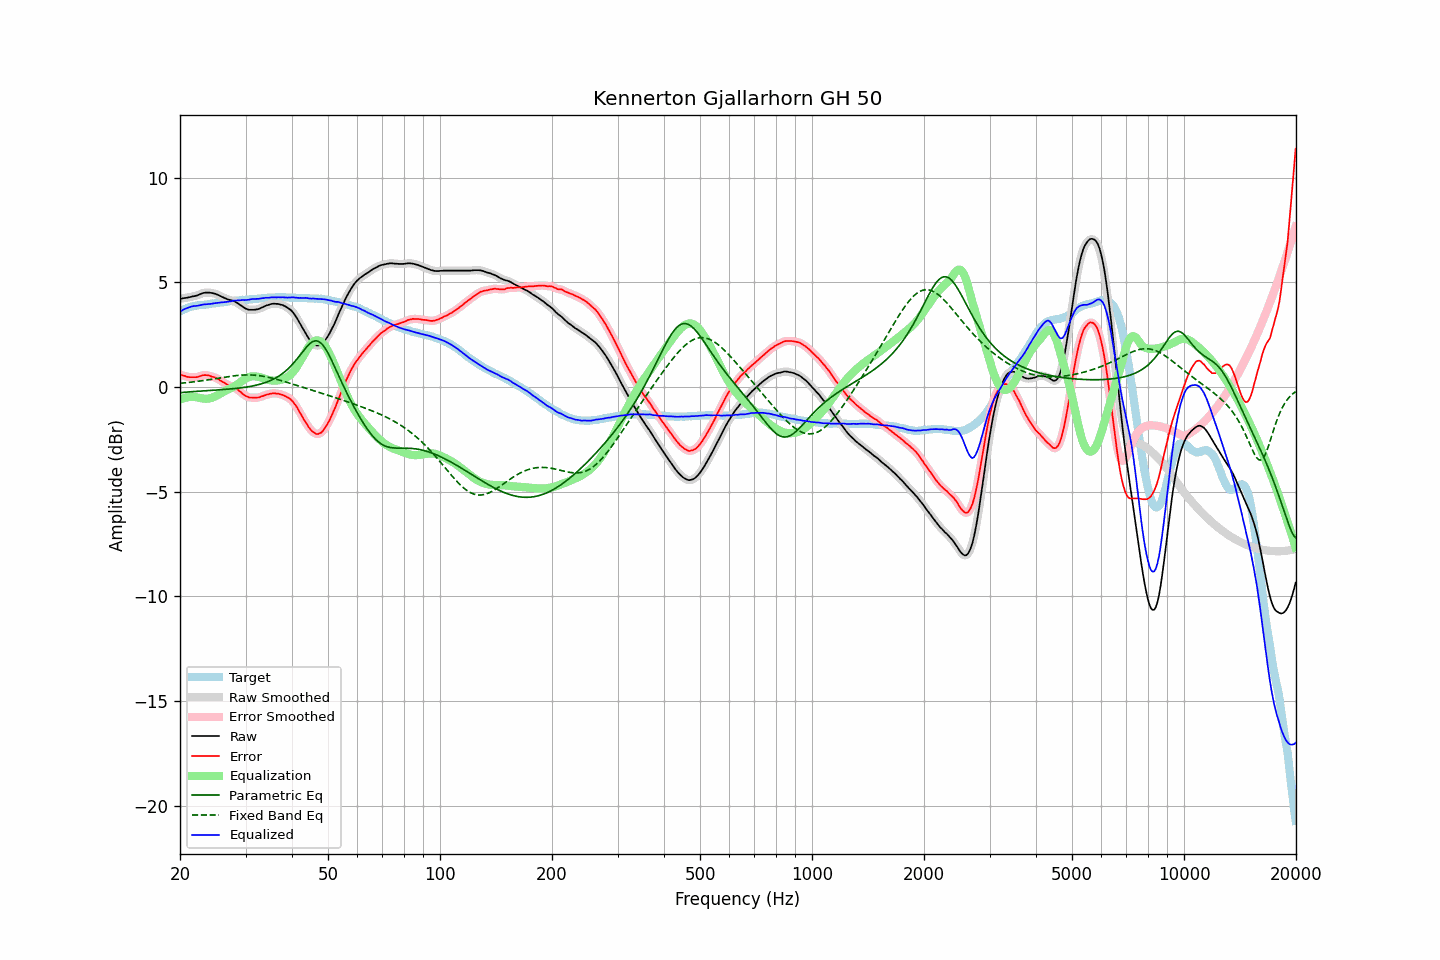 Kennerton Gjallarhorn GH 50
Amplitude (dBr)
10
5
0
−5
−10
−15
−20
Target
Raw Smoothed
Error Smoothed
Raw
Error
Equalization
Parametric Eq
Fixed Band Eq
Equalized
20
50
100
200
500
1000
2000
5000
10000
20000
Frequency (Hz)